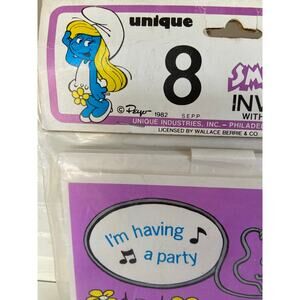 unique
8
SM
INV
WITH
© Peyo 1982 S.E.P.P.
UNIQUE INDUSTRIES, INC. – PHILADE
LICENSED BY WALLACE BERRIE & CO
I'm having
a party